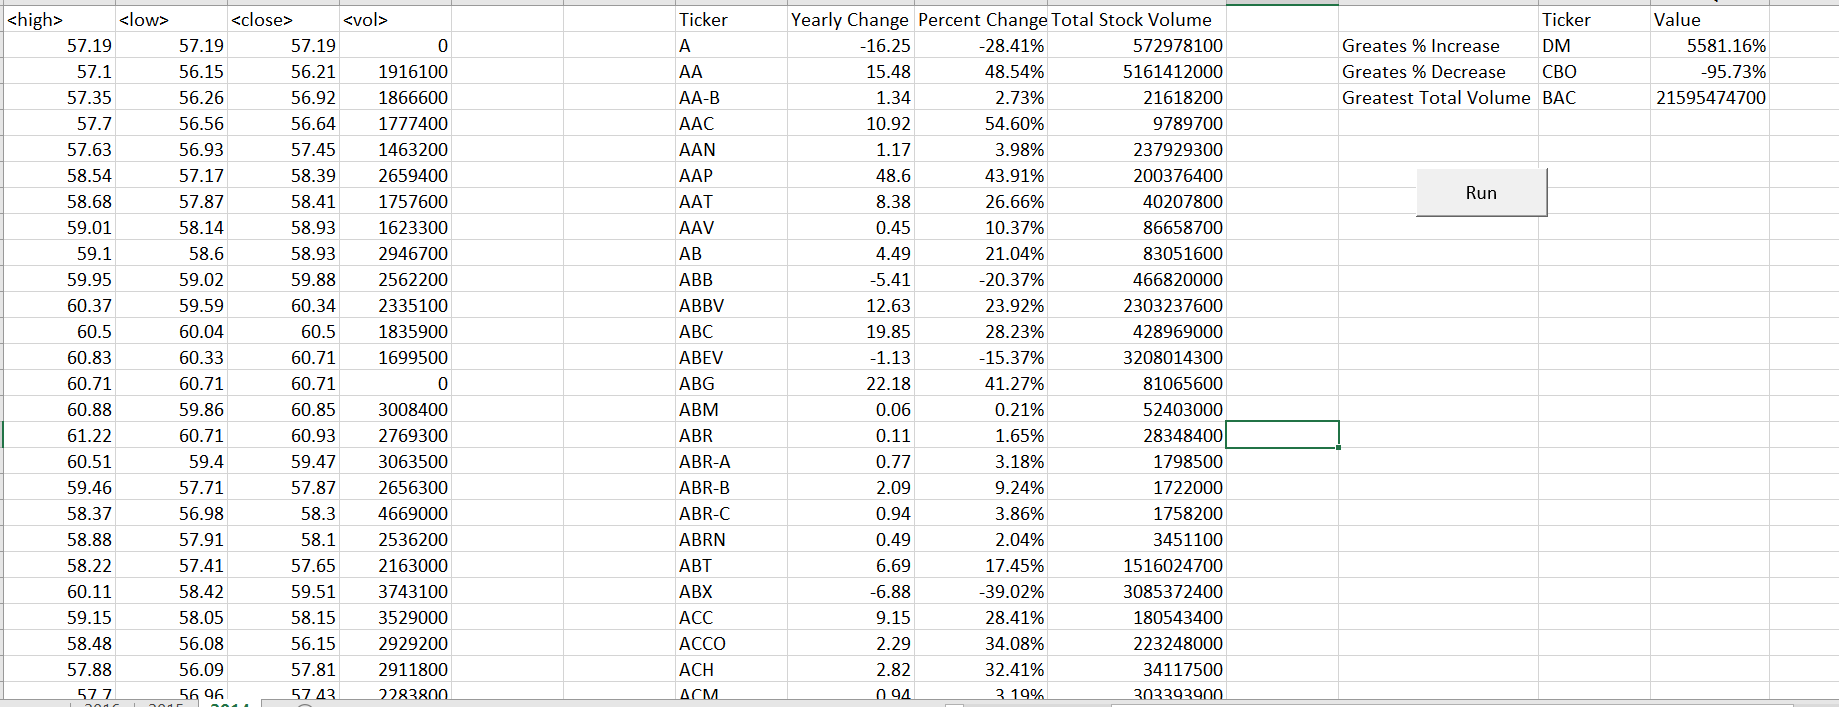 <high> <low> <close> <vol> Ticker Yearly Change Percent Change Total Stock Volume Ticker Value
57.19 57.19 57.19 0 A -16.25 -28.41% 572978100 Greates % Increase DM 5581.16%
57.1 56.15 56.21 1916100 AA 15.48 48.54% 5161412000 Greates % Decrease CBO -95.73%
57.35 56.26 56.92 1866600 AA-B 1.34 2.73% 21618200 Greatest Total Volume BAC 21595474700
57.7 56.56 56.64 1777400 AAC 10.92 54.60% 9789700
57.63 56.93 57.45 1463200 AAN 1.17 3.98% 237929300
58.54 57.17 58.39 2659400 AAP 48.6 43.91% 200376400 Run
58.68 57.87 58.41 1757600 AAT 8.38 26.66% 40207800
59.01 58.14 58.93 1623300 AAV 0.45 10.37% 86658700
59.1 58.6 58.93 2946700 AB 4.49 21.04% 83051600
59.95 59.02 59.88 2562200 ABB -5.41 -20.37% 466820000
60.37 59.59 60.34 2335100 ABBV 12.63 23.92% 2303237600
60.5 60.04 60.5 1835900 ABC 19.85 28.23% 428969000
60.83 60.33 60.71 1699500 ABEV -1.13 -15.37% 3208014300
60.71 60.71 60.71 0 ABG 22.18 41.27% 81065600
60.88 59.86 60.85 3008400 ABM 0.06 0.21% 52403000
61.22 60.71 60.93 2769300 ABR 0.11 1.65% 28348400
60.51 59.4 59.47 3063500 ABR-A 0.77 3.18% 1798500
59.46 57.71 57.87 2656300 ABR-B 2.09 9.24% 1722000
58.37 56.98 58.3 4669000 ABR-C 0.94 3.86% 1758200
58.88 57.91 58.1 2536200 ABRN 0.49 2.04% 3451100
58.22 57.41 57.65 2163000 ABT 6.69 17.45% 1516024700
60.11 58.42 59.51 3743100 ABX -6.88 -39.02% 3085372400
59.15 58.05 58.15 3529000 ACC 9.15 28.41% 180543400
58.48 56.08 56.15 2929200 ACCO 2.29 34.08% 223248000
57.88 56.09 57.81 2911800 ACH 2.82 32.41% 34117500
57.7 56.96 57.43 2283800 ACM 0.94 3.19% 303393900
2016 2015 2014